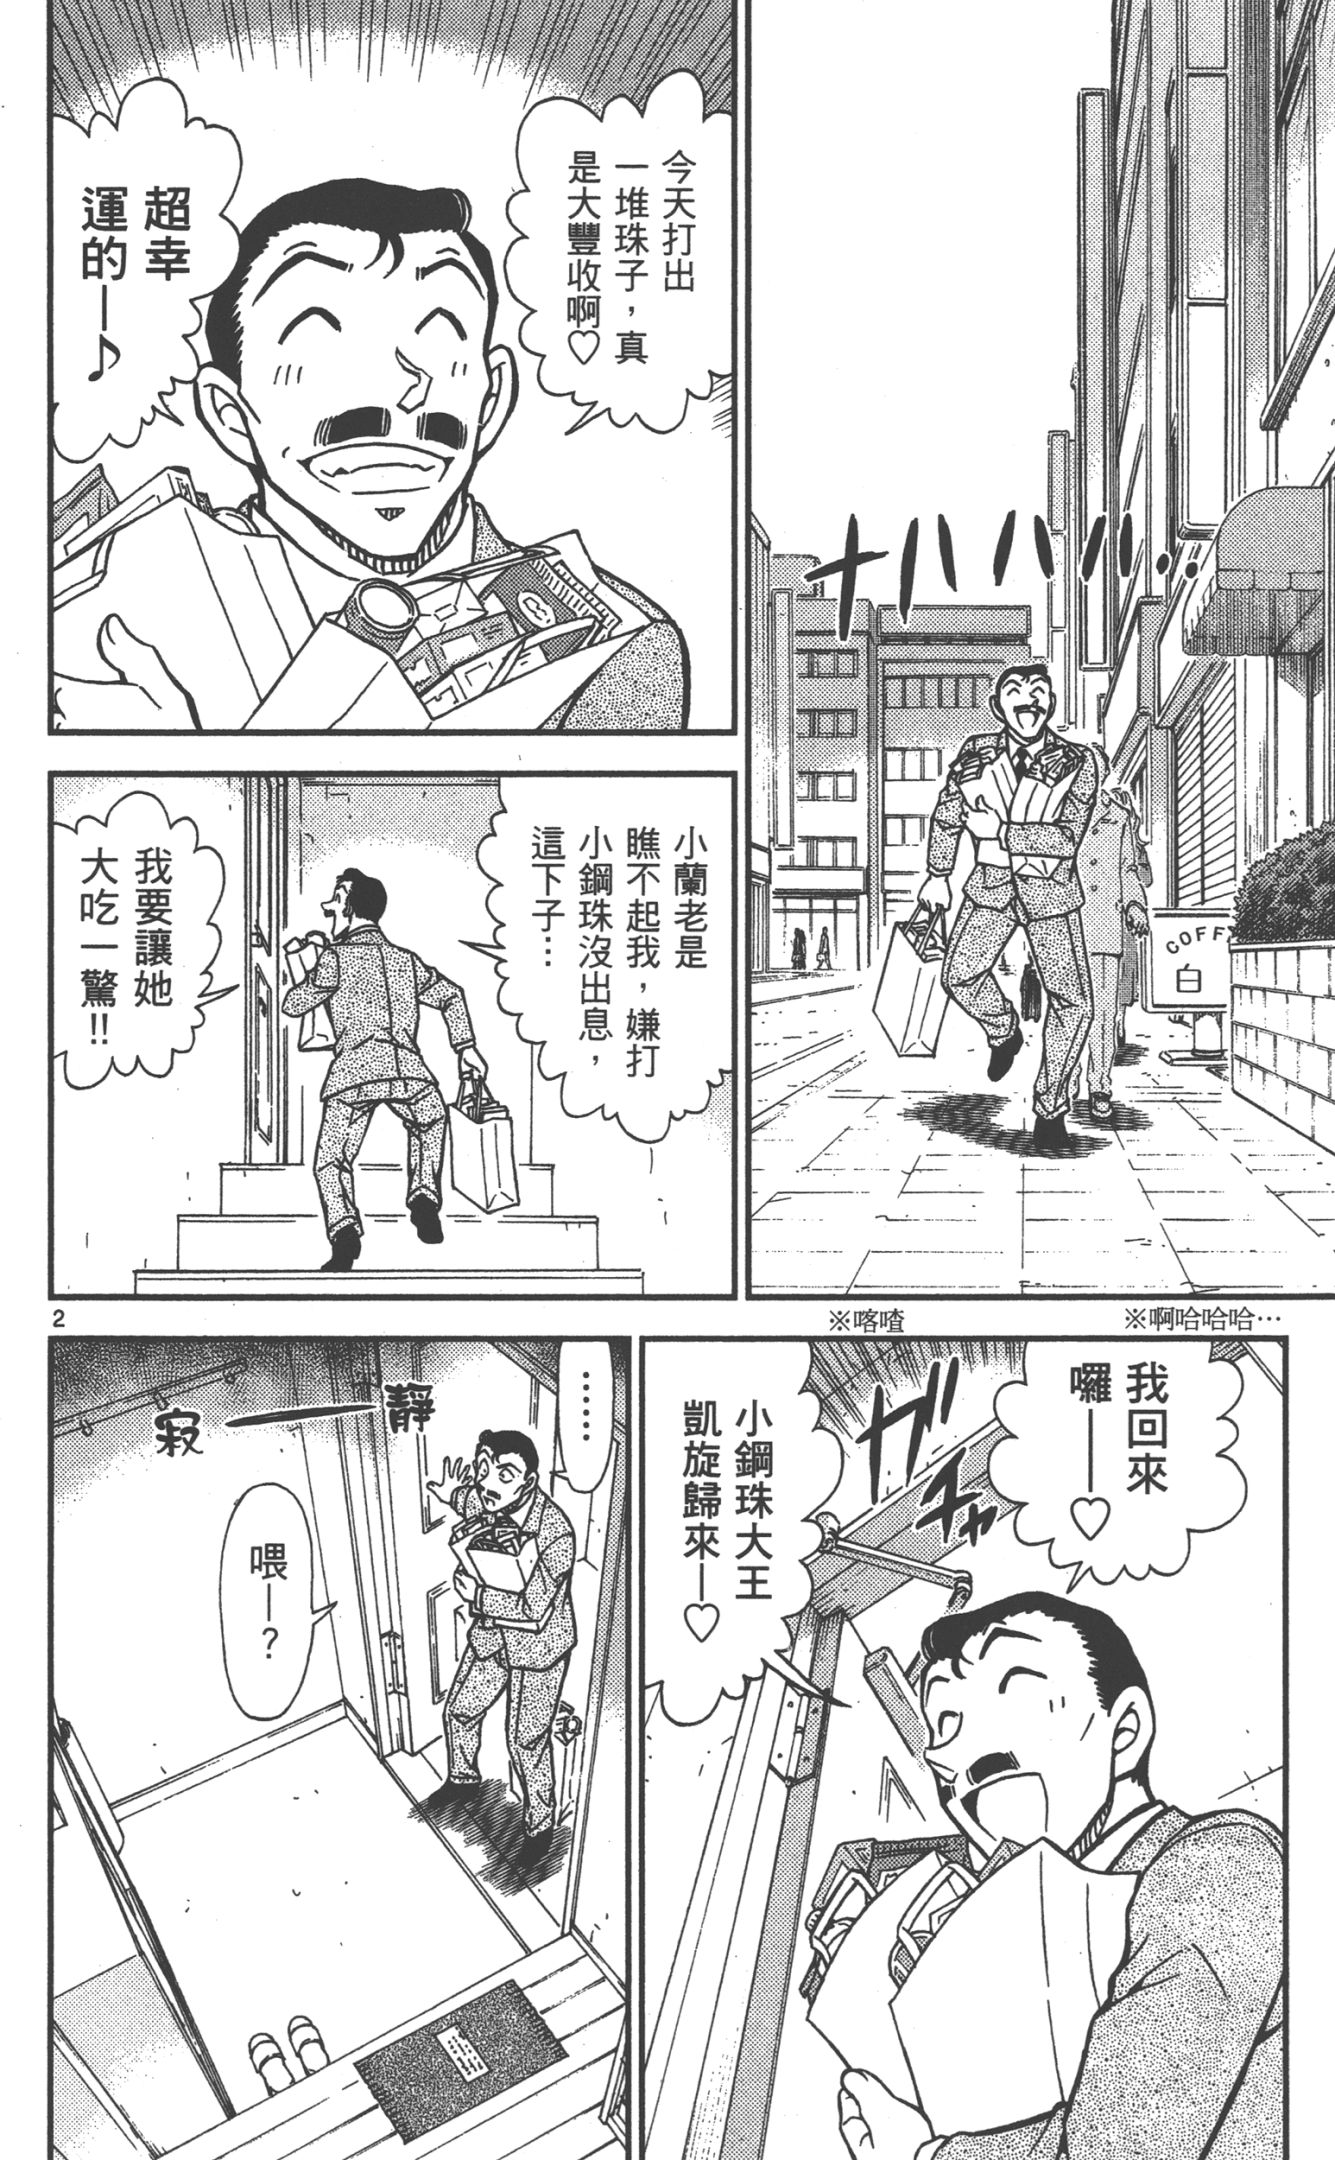 ナハハハ…
COFF
白
※啊哈哈哈…
今天打出
一堆珠子，真
是大豐收啊♡
超幸
運的—♪
小蘭老是
瞧不起我，嫌打
小鋼珠沒出息，
這下子…
我要讓她
大吃一驚!!
2
ガチャ
※喀喳
我回來
囉——♡
小鋼珠大王
凱旋歸來—♡
……
靜——寂
喂—？